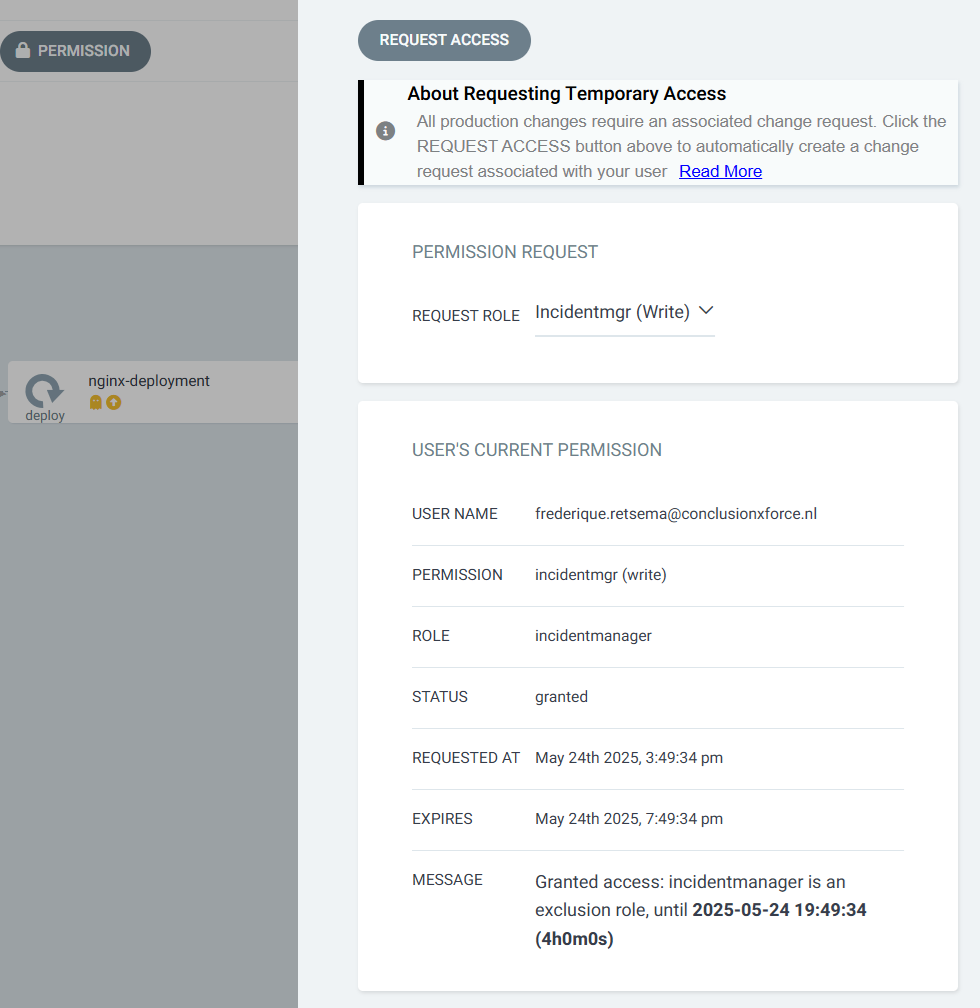 PERMISSION
nginx-deployment
deploy
REQUEST ACCESS
About Requesting Temporary Access
All production changes require an associated change request. Click the
REQUEST ACCESS button above to automatically create a change
request associated with your user Read More
PERMISSION REQUEST
REQUEST ROLE Incidentmgr (Write)
USER'S CURRENT PERMISSION
USER NAME frederique.retsema@conclusionxforce.nl
PERMISSION incidentmgr (write)
ROLE incidentmanager
STATUS granted
REQUESTED AT May 24th 2025, 3:49:34 pm
EXPIRES May 24th 2025, 7:49:34 pm
MESSAGE Granted access: incidentmanager is an
exclusion role, until 2025-05-24 19:49:34
(4h0m0s)